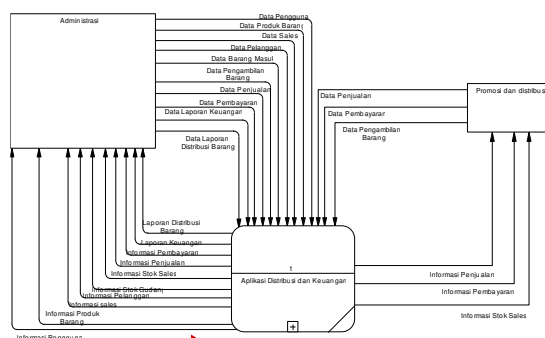 Administrasi
Data Pengguna
Data Produk Barang
Data Sales
Data Pelanggan
Data Barang Masuk
Data Pengambilan
Barang
Data Penjualan
Data Pembayaran
Data Laporan Keuangan
Data Laporan
Distribusi Barang
Promosi dan distribus
Data Penjualan
Data Pembayaran
Data Pengambilan
Barang
Laporan Distribusi
Barang
Laporan Keuangan
Informasi Pembayaran
Informasi Penjualan
Informasi Stok Sales
Informasi Stok Gudang
Informasi Pelanggan
Informasi sales
Informasi Produk
Barang
Informasi Pengguna
1
Aplikasi Distribusi dan Keuangan
Informasi Penjualan
Informasi Pembayaran
Informasi Stok Sales